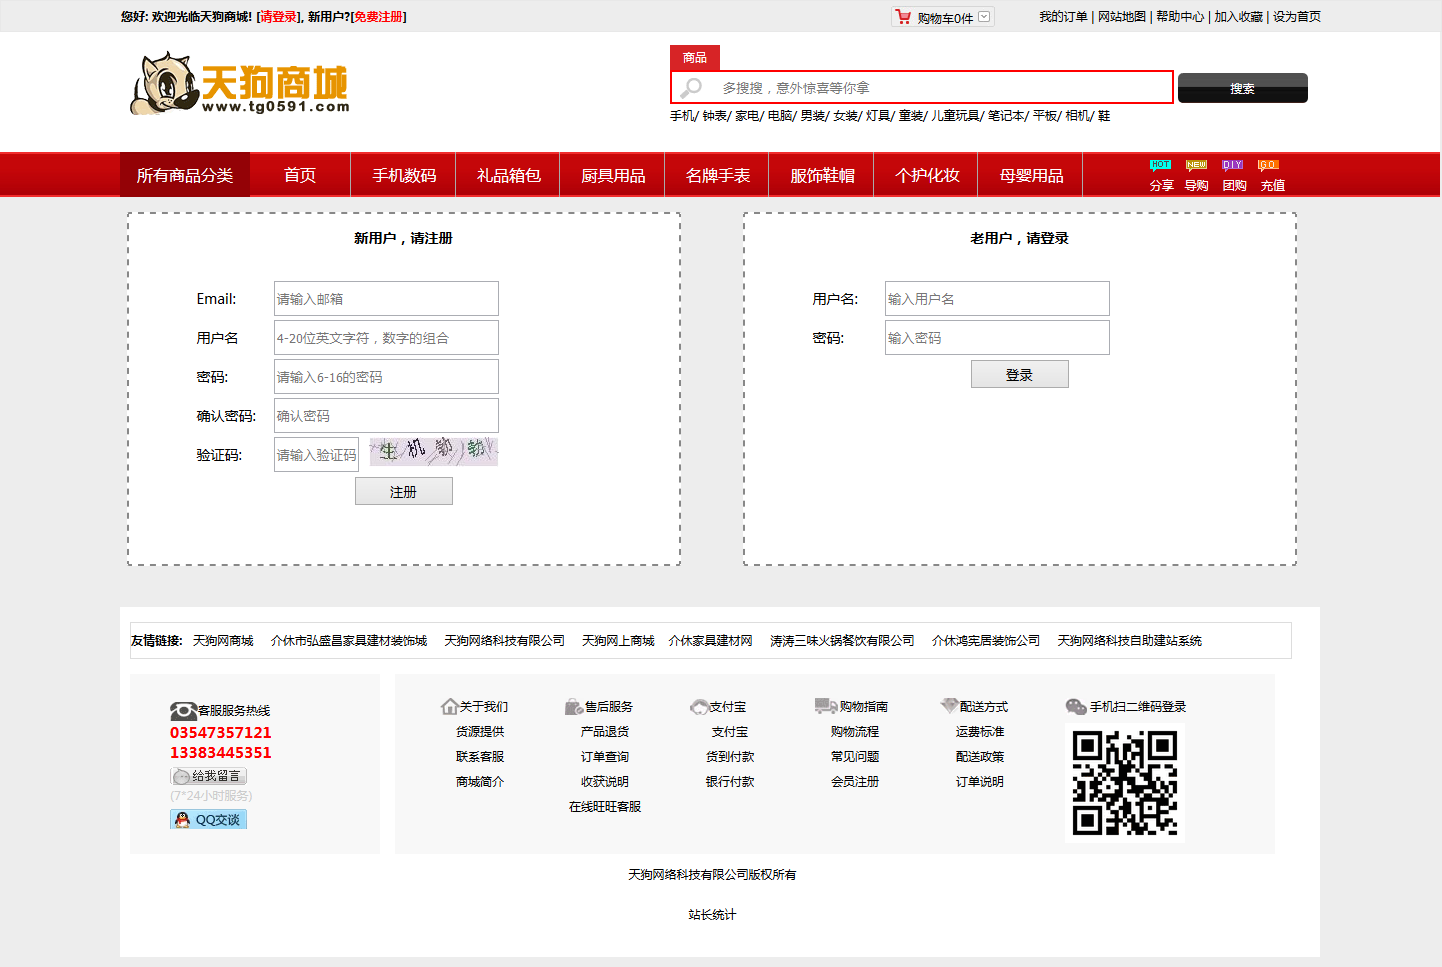 您好: 欢迎光临天狗商城! [请登录], 新用户?[免费注册]
购物车0件
我的订单 | 网站地图 | 帮助中心 | 加入收藏 | 设为首页
天狗商城
www.tg0591.com
商品
多搜搜，意外惊喜等你拿
搜索
手机/ 钟表/ 家电/ 电脑/ 男装/ 女装/ 灯具/ 童装/ 儿童玩具/ 笔记本/ 平板/ 相机/ 鞋
所有商品分类 首页 手机数码 礼品箱包 厨具用品 名牌手表 服饰鞋帽 个护化妆 母婴用品
HOT NEW DIY GO
分享 导购 团购 充值
新用户，请注册
Email: 请输入邮箱
用户名 4-20位英文字符，数字的组合
密码: 请输入6-16的密码
确认密码: 确认密码
验证码: 请输入验证码
注册
老用户，请登录
用户名: 输入用户名
密码: 输入密码
登录
友情链接: 天狗网商城 介休市弘盛昌家具建材装饰城 天狗网络科技有限公司 天狗网上商城 介休家具建材网 涛涛三味火锅餐饮有限公司 介休鸿宪居装饰公司 天狗网络科技自助建站系统
客服服务热线
03547357121
13383445351
给我留言
(7*24小时服务)
QQ交谈
关于我们
货源提供
联系客服
商城简介
售后服务
产品退货
订单查询
收获说明
在线旺旺客服
支付宝
支付宝
货到付款
银行付款
购物指南
购物流程
常见问题
会员注册
配送方式
运费标准
配送政策
订单说明
手机扫二维码登录
天狗网络科技有限公司版权所有
站长统计